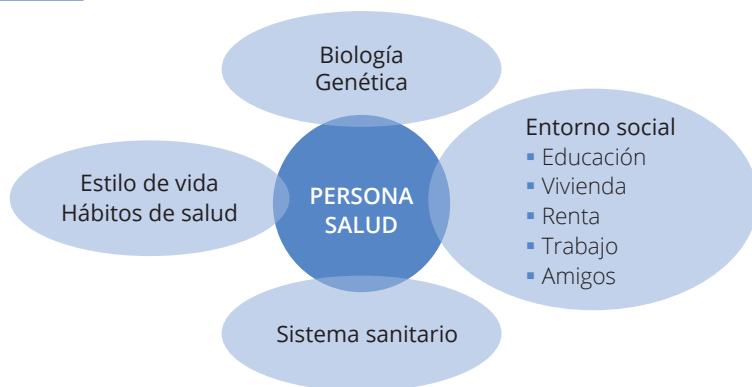 Biología
Genética
Estilo de vida
Hábitos de salud
PERSONA
SALUD
Entorno social
▪ Educación
▪ Vivienda
▪ Renta
▪ Trabajo
▪ Amigos
Sistema sanitario